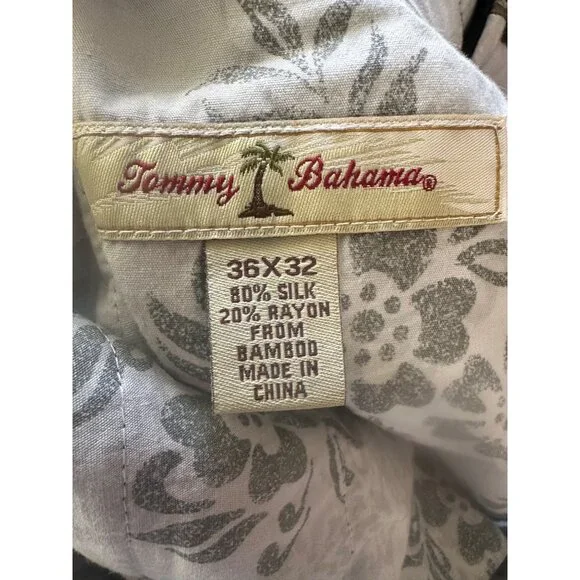 Tommy Bahama®
36X32
80% SILK
20% RAYON
FROM
BAMBOO
MADE IN
CHINA